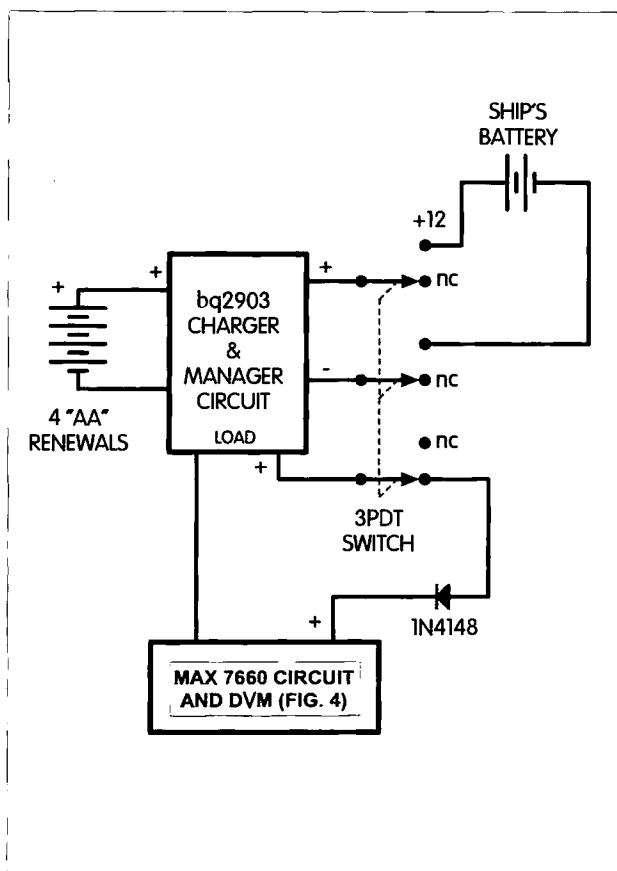 SHIP'S
BATTERY
+12
+
nc
+
+
bq2903
CHARGER
&
MANAGER
CIRCUIT
LOAD
-
nc
4 "AA"
RENEWALS
+
nc
3PDT
SWITCH
+
1N4148
MAX 7660 CIRCUIT
AND DVM (FIG. 4)